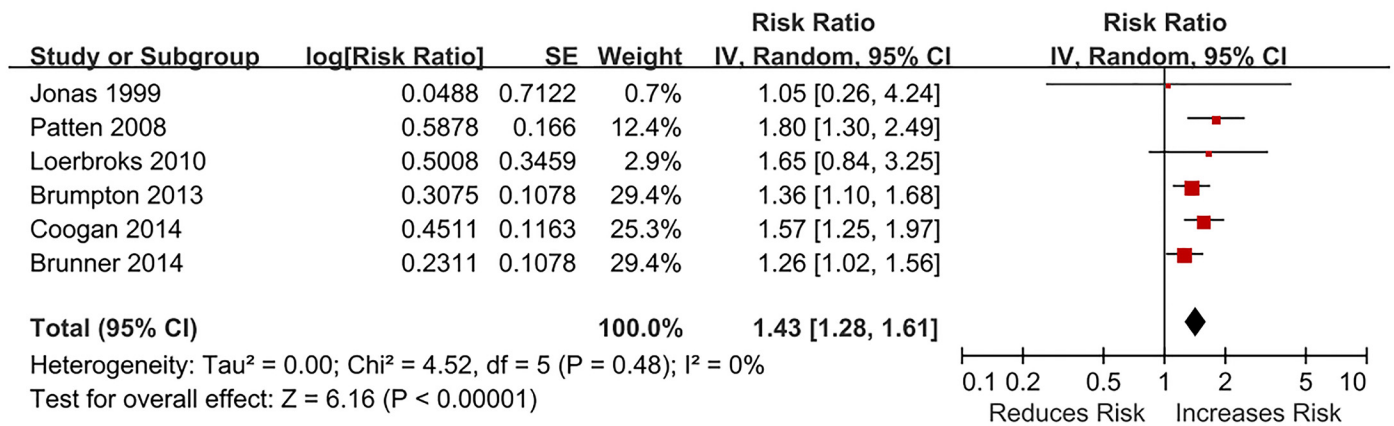 Risk Ratio Risk Ratio
Study or Subgroup log[Risk Ratio] SE Weight IV, Random, 95% CI IV, Random, 95% CI
Jonas 1999 0.0488 0.7122 0.7% 1.05 [0.26, 4.24]
Patten 2008 0.5878 0.166 12.4% 1.80 [1.30, 2.49]
Loerbroks 2010 0.5008 0.3459 2.9% 1.65 [0.84, 3.25]
Brumpton 2013 0.3075 0.1078 29.4% 1.36 [1.10, 1.68]
Coogan 2014 0.4511 0.1163 25.3% 1.57 [1.25, 1.97]
Brunner 2014 0.2311 0.1078 29.4% 1.26 [1.02, 1.56]
Total (95% CI) 100.0% 1.43 [1.28, 1.61]
Heterogeneity: Tau² = 0.00; Chi² = 4.52, df = 5 (P = 0.48); I² = 0%
Test for overall effect: Z = 6.16 (P < 0.00001)
0.1 0.2 0.5 1 2 5 10
Reduces Risk Increases Risk